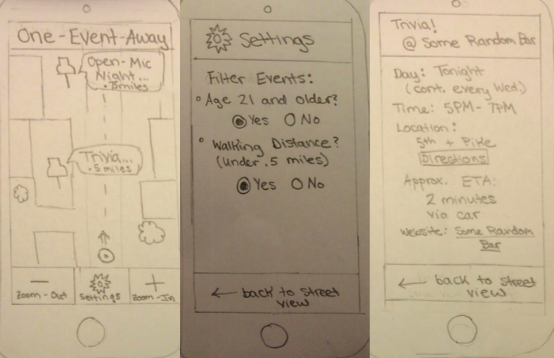 One-Event-Away
Open-Mic
Night...
.75miles
Trivia...
.5 miles
Zoom-Out
Settings
Zoom-In
Settings
Filter Events:
Age 21 and older?
Yes No
Walking Distance?
(under .5 miles)
Yes No
← back to street
view
Trivia!
@ Some Random Bar
Day: Tonight
(cont. every Wed.)
Time: 5PM-7PM
Location:
5th + Pike
Directions
Approx. ETA:
2 minutes
via car
Website: Some Random
Bar
← back to street
view